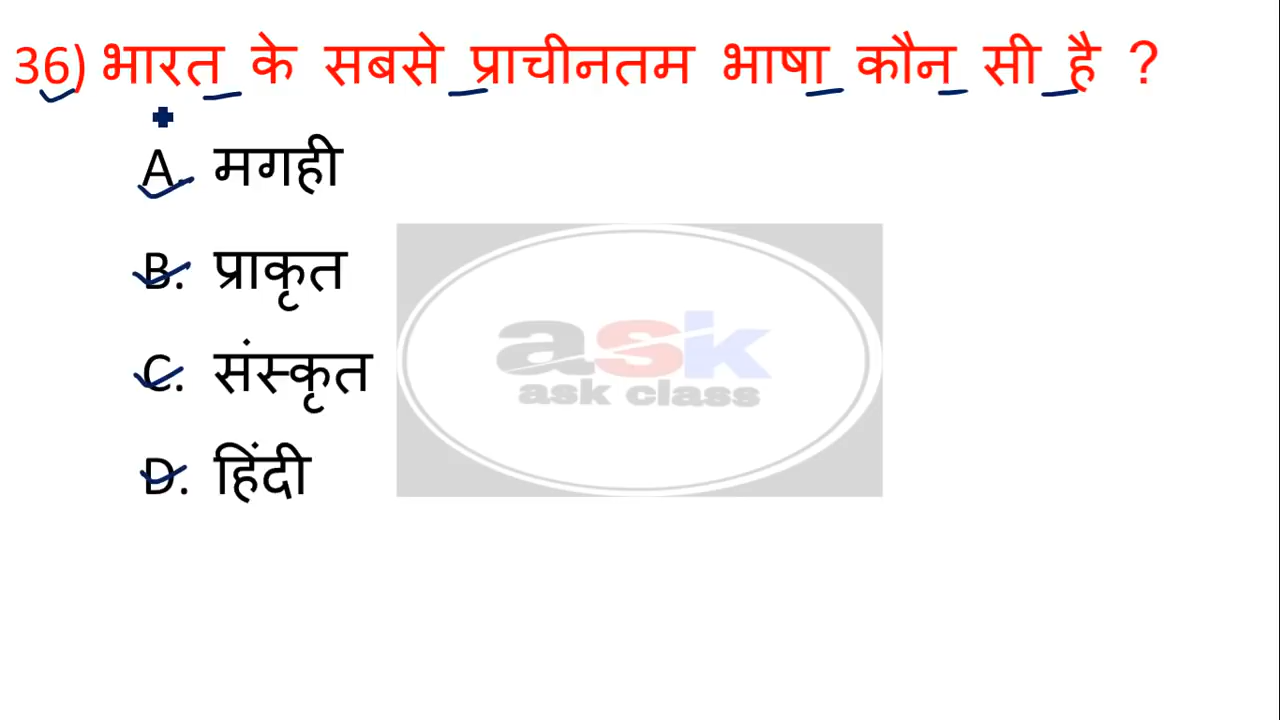 36) भारत के सबसे प्राचीनतम भाषा कौन सी है ?
A. मगही
B. प्राकृत
C. संस्कृत
D. हिंदी
ask
ask class